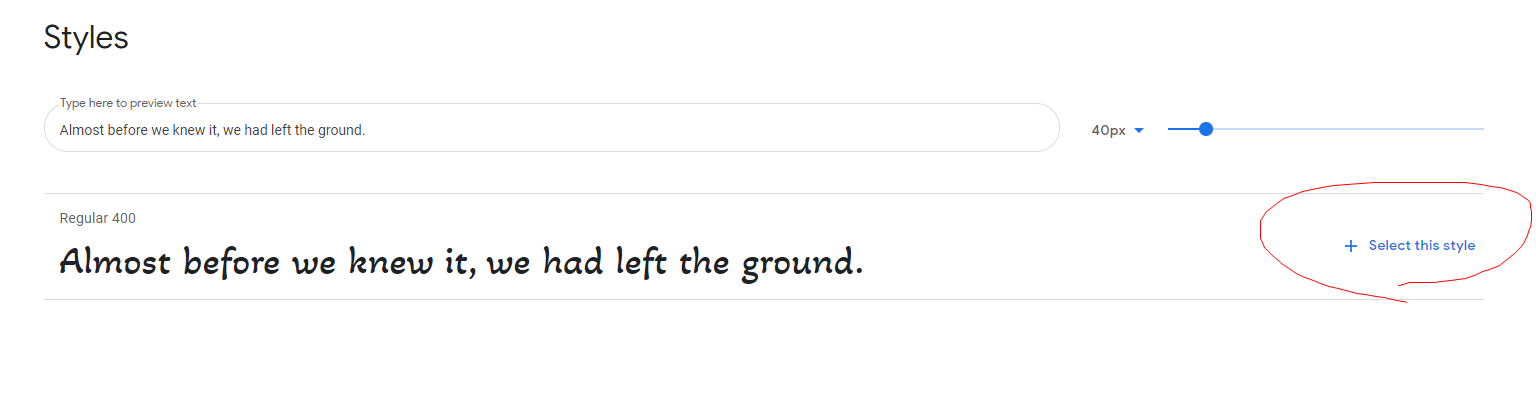 Styles
Type here to preview text
Almost before we knew it, we had left the ground.
40px
Regular 400
Almost before we knew it, we had left the ground.
+ Select this style